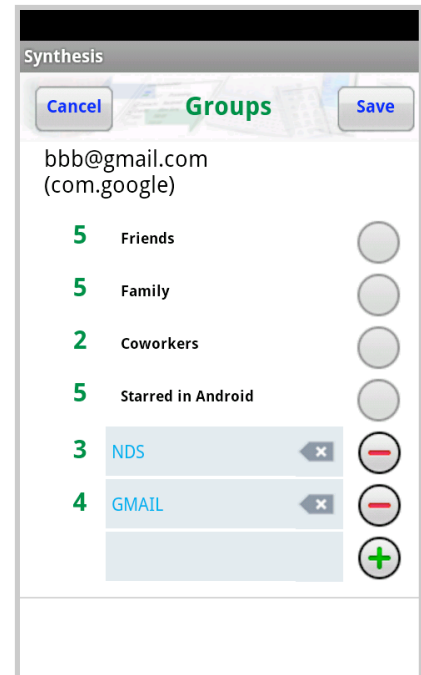 Synthesis
Cancel Groups Save
bbb@gmail.com
(com.google)
5 Friends
5 Family
2 Coworkers
5 Starred in Android
3 NDS
4 GMAIL